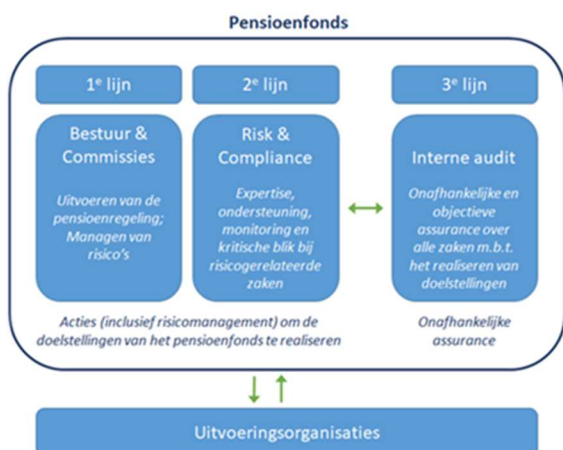 Pensioenfonds
1e lijn
2e lijn
3e lijn
Bestuur &
Commissies
Uitvoeren van de
pensioenregeling;
Managen van
risico's
Risk &
Compliance
Expertise,
ondersteuning,
monitoring en
kritische blik bij
risicogerelateerde
zaken
Interne audit
Onafhankelijke en
objectieve
assurance over
alle zaken m.b.t.
het realiseren van
doelstellingen
Acties (inclusief risicomanagement) om de
doelstellingen van het pensioenfonds te realiseren
Onafhankelijke
assurance
Uitvoeringsorganisaties